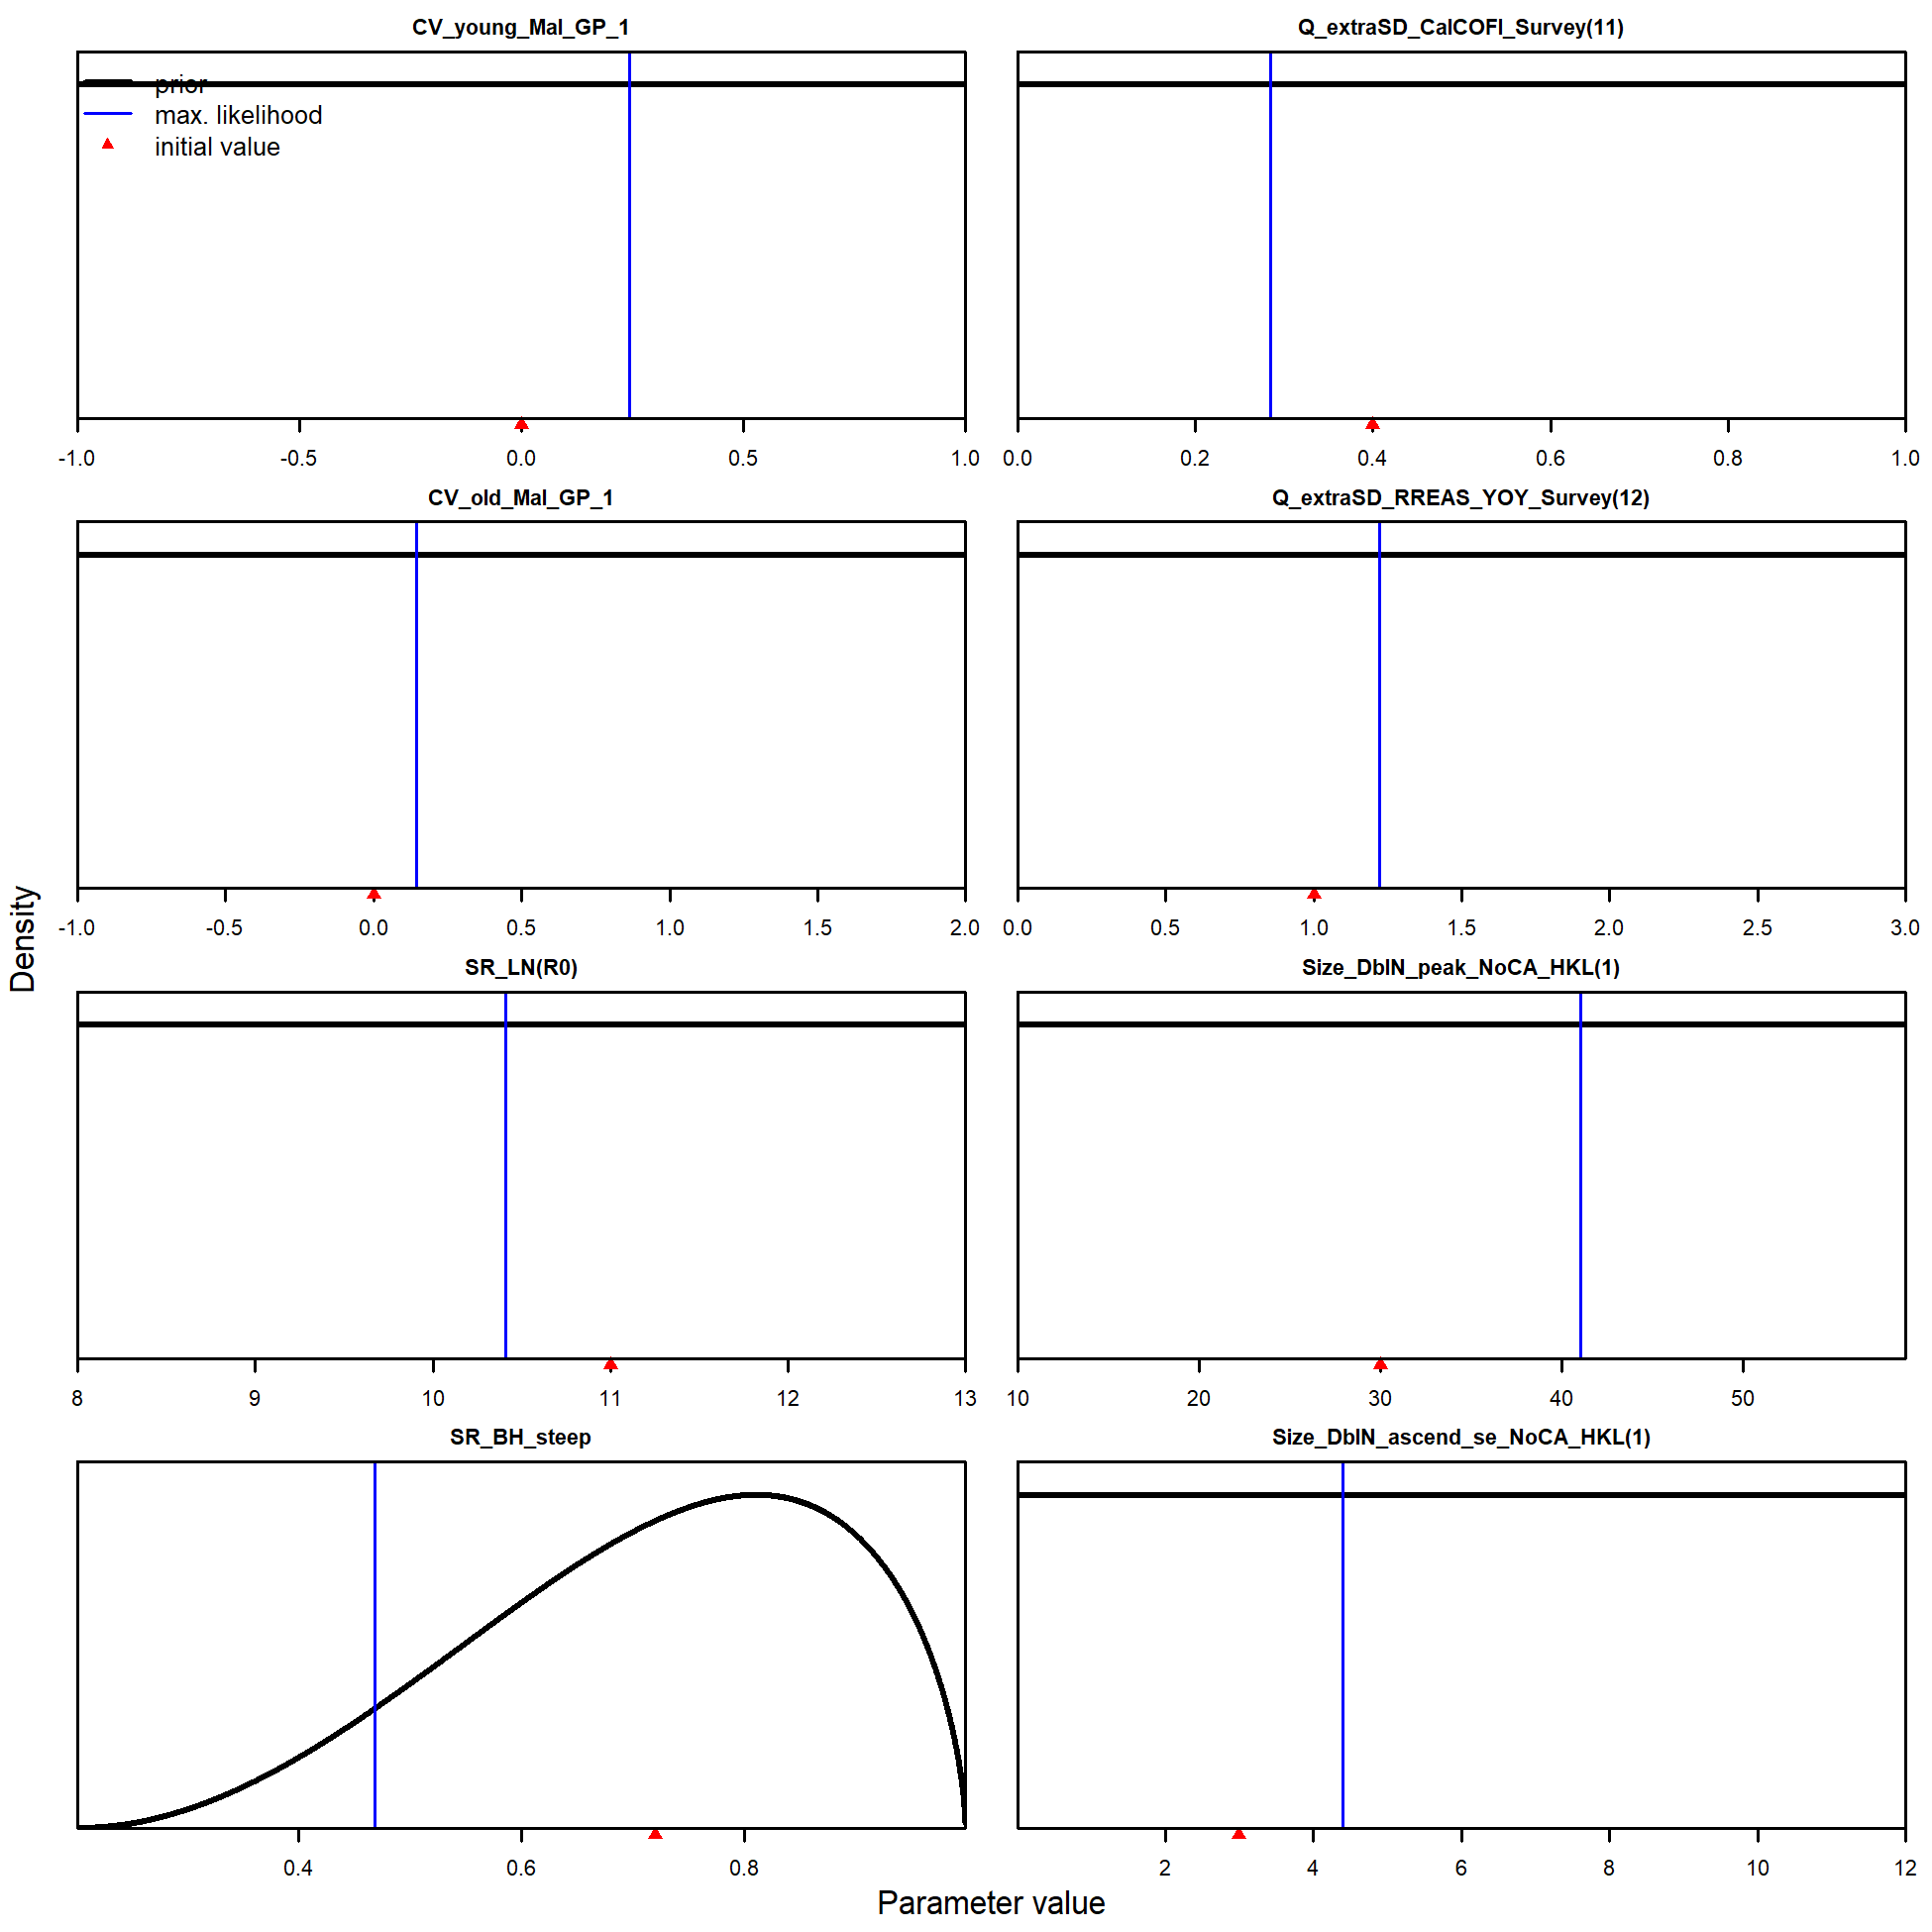 CV_young_Mal_GP_1
prior
max. likelihood
initial value
-1.0 -0.5 0.0 0.5 1.0
Q_extraSD_CalCOFI_Survey(11)
0.0 0.2 0.4 0.6 0.8 1.0
CV_old_Mal_GP_1
-1.0 -0.5 0.0 0.5 1.0 1.5 2.0
Q_extraSD_RREAS_YOY_Survey(12)
0.0 0.5 1.0 1.5 2.0 2.5 3.0
SR_LN(R0)
8 9 10 11 12 13
Size_DblN_peak_NoCA_HKL(1)
10 20 30 40 50
SR_BH_steep
0.4 0.6 0.8
Size_DblN_ascend_se_NoCA_HKL(1)
2 4 6 8 10 12
Density
Parameter value